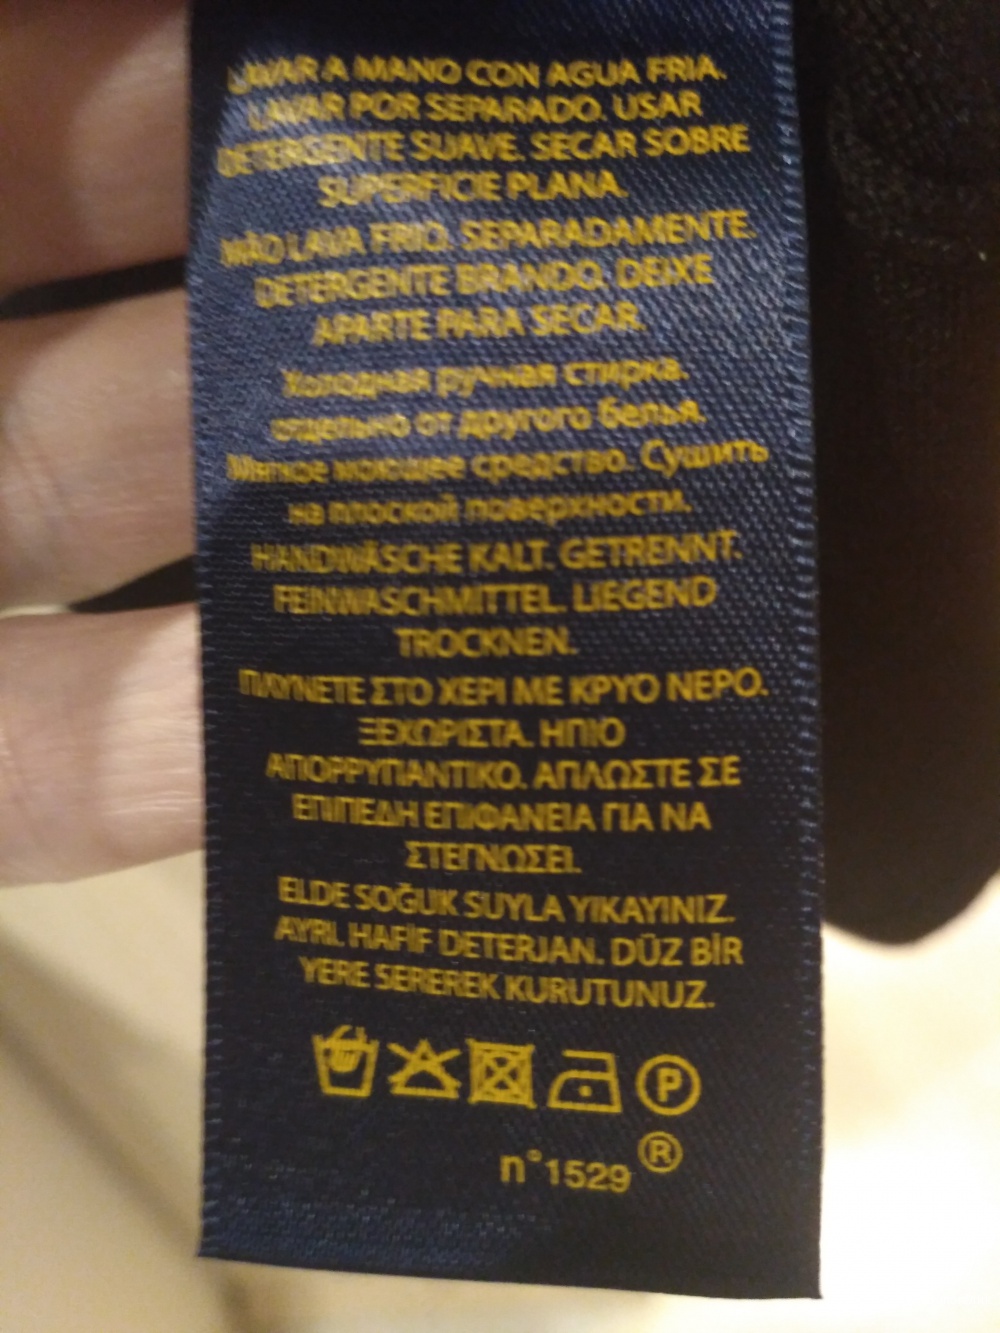 LAVAR A MANO CON AGUA FRIA.
LAVAR POR SEPARADO. USAR
DETERGENTE SUAVE. SECAR SOBRE
SUPERFICIE PLANA.
MÃO LAVA FRIO. SEPARADAMENTE.
DETERGENTE BRANDO. DEIXE
APARTE PARA SECAR.
Холодная ручная стирка.
отдельно от другого белья.
Мягкое моющее средство. Сушить
на плоской поверхности.
HANDWÄSCHE KALT. GETRENNT.
FEINWASCHMITTEL. LIEGEND
TROCKNEN.
ΠΛΥΝΕΤΕ ΣΤΟ ΧΕΡΙ ΜΕ ΚΡΥΟ ΝΕΡΟ.
ΞΕΧΩΡΙΣΤΑ. ΗΠΙΟ
ΑΠΟΡΡΥΠΑΝΤΙΚΟ. ΑΠΛΩΣΤΕ ΣΕ
ΕΠΙΠΕΔΗ ΕΠΙΦΑΝΕΙΑ ΓΙΑ ΝΑ
ΣΤΕΓΝΩΣΕΙ.
ELDE SOĞUK SUYLA YIKAYINIZ.
AYRI. HAFİF DETERJAN. DÜZ BİR
YERE SEREREK KURUTUNUZ.
P
n°1529 ®